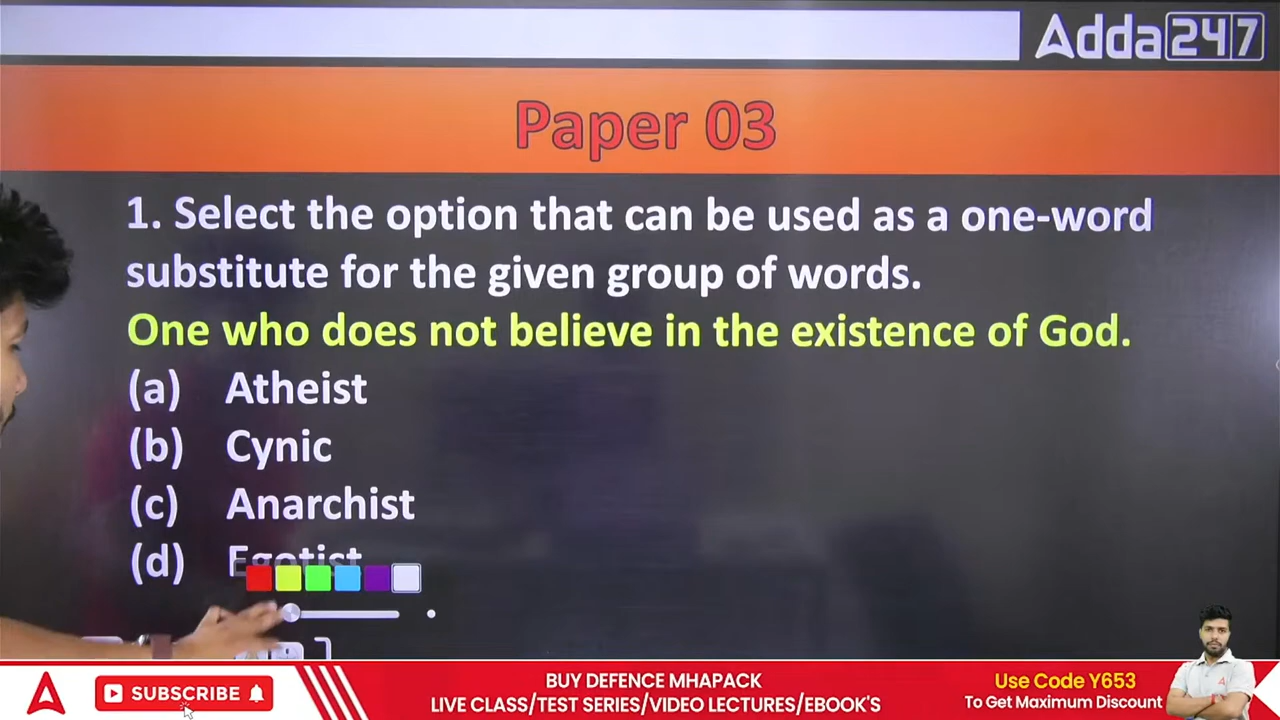 Adda247
Paper 03
1. Select the option that can be used as a one-word
substitute for the given group of words.
One who does not believe in the existence of God.
(a) Atheist
(b) Cynic
(c) Anarchist
(d) Egotist
SUBSCRIBE
BUY DEFENCE MHAPACK
LIVE CLASS/TEST SERIES/VIDEO LECTURES/EBOOK'S
Use Code Y653
To Get Maximum Discount